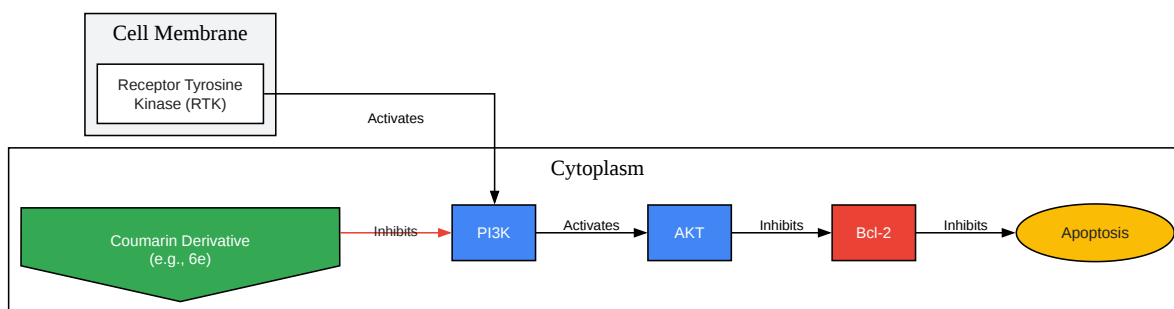 Cell Membrane
Receptor Tyrosine
Kinase (RTK)
Activates
Cytoplasm
Coumarin Derivative
(e.g., 6e)
Inhibits
PI3K
Activates
AKT
Inhibits
Bcl-2
Inhibits
Apoptosis